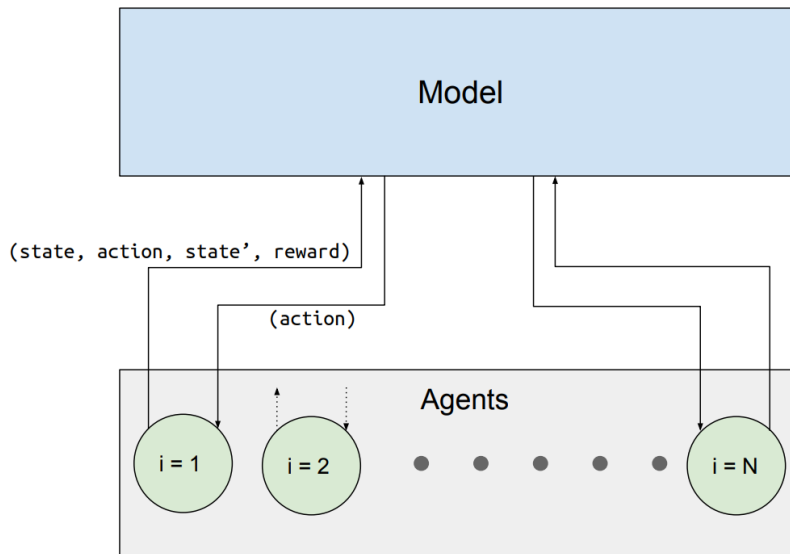 Model
(state, action, state’, reward)
(action)
Agents
i = 1
i = 2
i = N